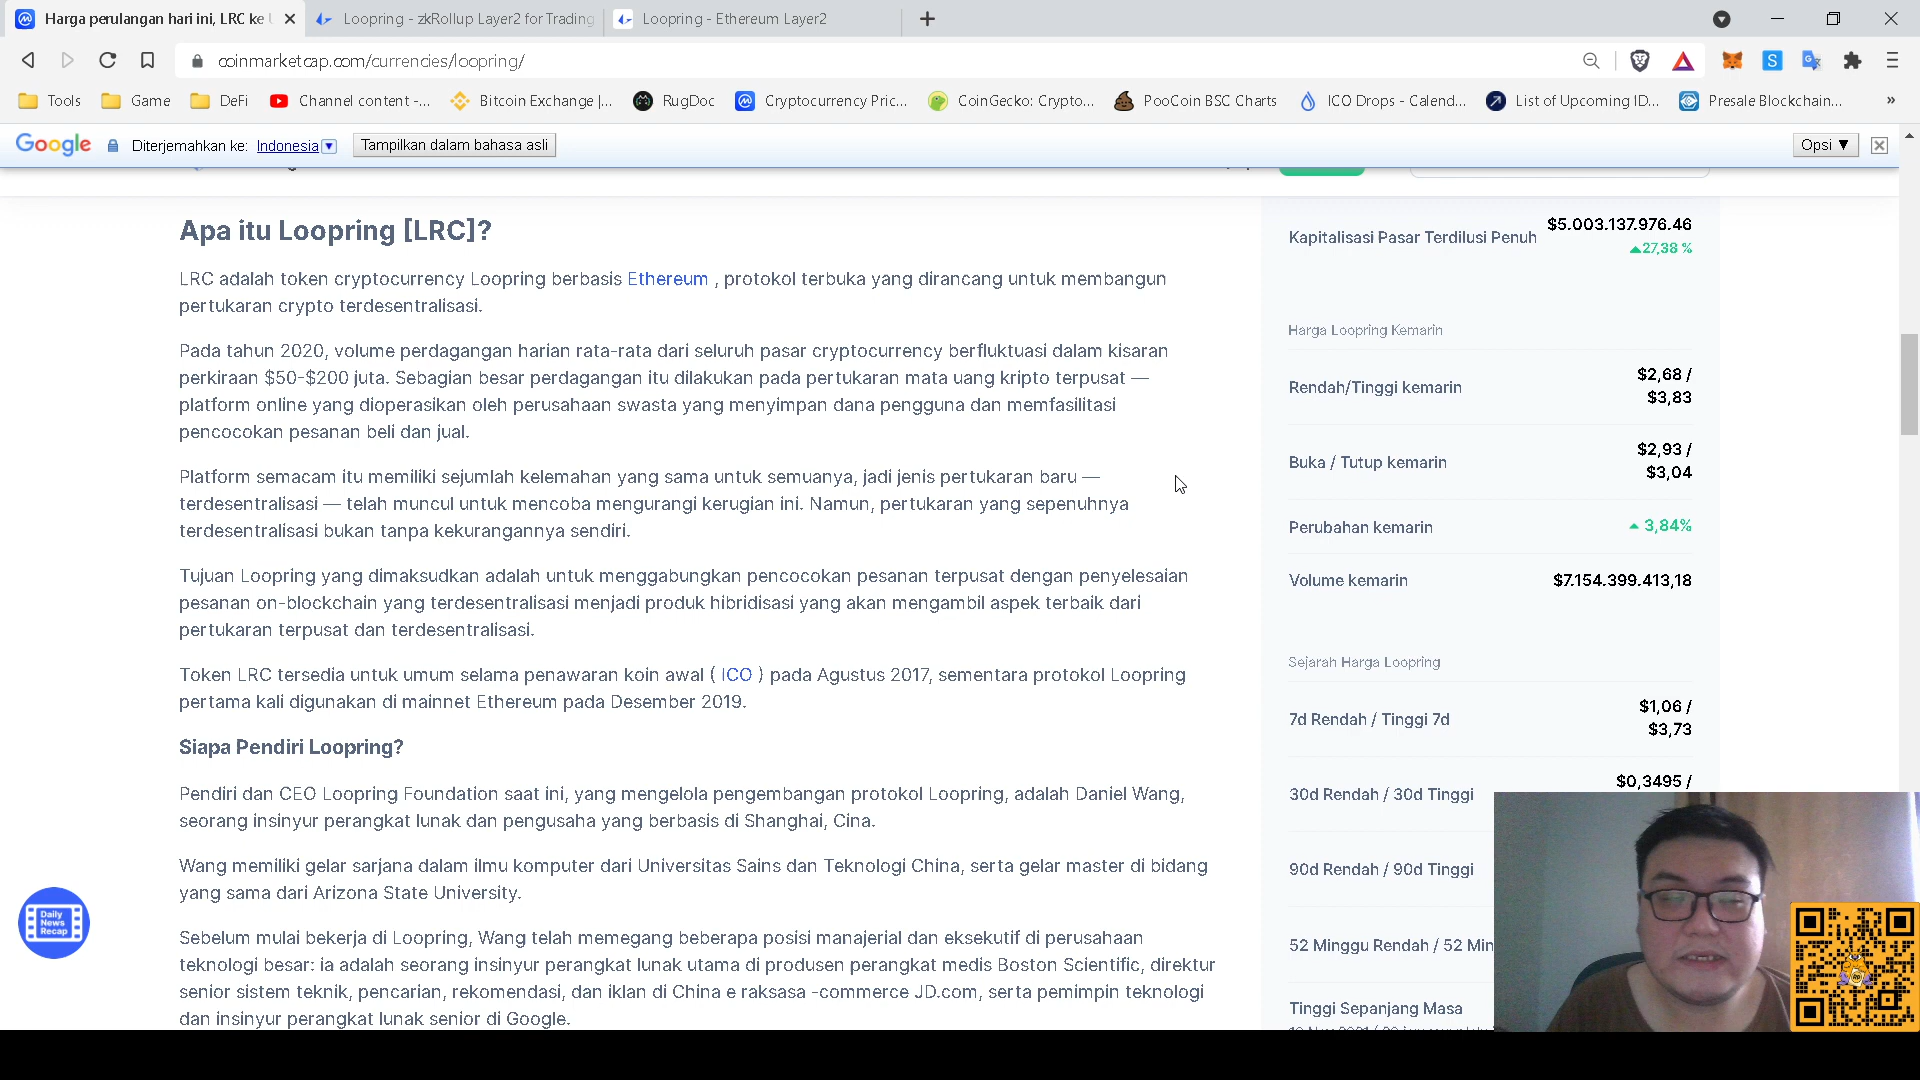 Harga perulangan hari ini, LRC ke
Loopring - zkRollup Layer2 for Trading
Loopring - Ethereum Layer2
coinmarketcap.com/currencies/loopring/
Tools
Game
DeFi
Channel content -...
Bitcoin Exchange |...
RugDoc
Cryptocurrency Pric...
CoinGecko: Crypto...
PooCoin BSC Charts
ICO Drops - Calend...
List of Upcoming ID...
Presale Blockchain...
»
Google
Diterjemahkan ke: Indonesia
Tampilkan dalam bahasa asli
Opsi ▼
Apa itu Loopring [LRC]?
LRC adalah token cryptocurrency Loopring berbasis Ethereum , protokol terbuka yang dirancang untuk membangun
pertukaran crypto terdesentralisasi.
Pada tahun 2020, volume perdagangan harian rata-rata dari seluruh pasar cryptocurrency berfluktuasi dalam kisaran
perkiraan $50-$200 juta. Sebagian besar perdagangan itu dilakukan pada pertukaran mata uang kripto terpusat —
platform online yang dioperasikan oleh perusahaan swasta yang menyimpan dana pengguna dan memfasilitasi
pencocokan pesanan beli dan jual.
Platform semacam itu memiliki sejumlah kelemahan yang sama untuk semuanya, jadi jenis pertukaran baru —
terdesentralisasi — telah muncul untuk mencoba mengurangi kerugian ini. Namun, pertukaran yang sepenuhnya
terdesentralisasi bukan tanpa kekurangannya sendiri.
Tujuan Loopring yang dimaksudkan adalah untuk menggabungkan pencocokan pesanan terpusat dengan penyelesaian
pesanan on-blockchain yang terdesentralisasi menjadi produk hibridisasi yang akan mengambil aspek terbaik dari
pertukaran terpusat dan terdesentralisasi.
Token LRC tersedia untuk umum selama penawaran koin awal ( ICO ) pada Agustus 2017, sementara protokol Loopring
pertama kali digunakan di mainnet Ethereum pada Desember 2019.
Siapa Pendiri Loopring?
Pendiri dan CEO Loopring Foundation saat ini, yang mengelola pengembangan protokol Loopring, adalah Daniel Wang,
seorang insinyur perangkat lunak dan pengusaha yang berbasis di Shanghai, Cina.
Wang memiliki gelar sarjana dalam ilmu komputer dari Universitas Sains dan Teknologi China, serta gelar master di bidang
yang sama dari Arizona State University.
Sebelum mulai bekerja di Loopring, Wang telah memegang beberapa posisi manajerial dan eksekutif di perusahaan
teknologi besar: ia adalah seorang insinyur perangkat lunak utama di produsen perangkat medis Boston Scientific, direktur
senior sistem teknik, pencarian, rekomendasi, dan iklan di China e raksasa -commerce JD.com, serta pemimpin teknologi
dan insinyur perangkat lunak senior di Google.
Daily
News
Recap
Kapitalisasi Pasar Terdilusi Penuh
$5.003.137.976.46
27,38 %
Harga Loopring Kemarin
Rendah/Tinggi kemarin
$2,68 /
$3,83
Buka / Tutup kemarin
$2,93 /
$3,04
Perubahan kemarin
3,84%
Volume kemarin
$7.154.399.413,18
Sejarah Harga Loopring
7d Rendah / Tinggi 7d
$1,06 /
$3,73
30d Rendah / 30d Tinggi
$0,3495 /
90d Rendah / 90d Tinggi
52 Minggu Rendah / 52 Min
Tinggi Sepanjang Masa